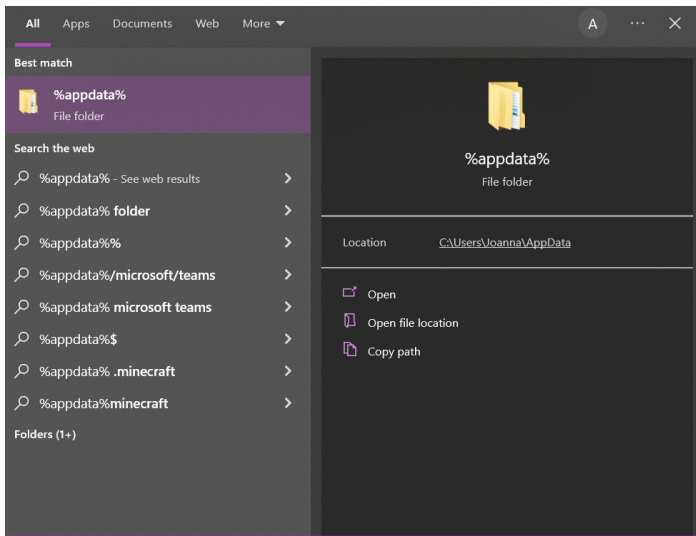 All Apps Documents Web More A
Best match
%appdata%
File folder
Search the web
%appdata% - See web results
%appdata% folder
%appdata%%
%appdata%/microsoft/teams
%appdata% microsoft teams
%appdata%$
%appdata% .minecraft
%appdata%minecraft
Folders (1+)
%appdata%
File folder
Location C:\Users\Joanna\AppData
Open
Open file location
Copy path